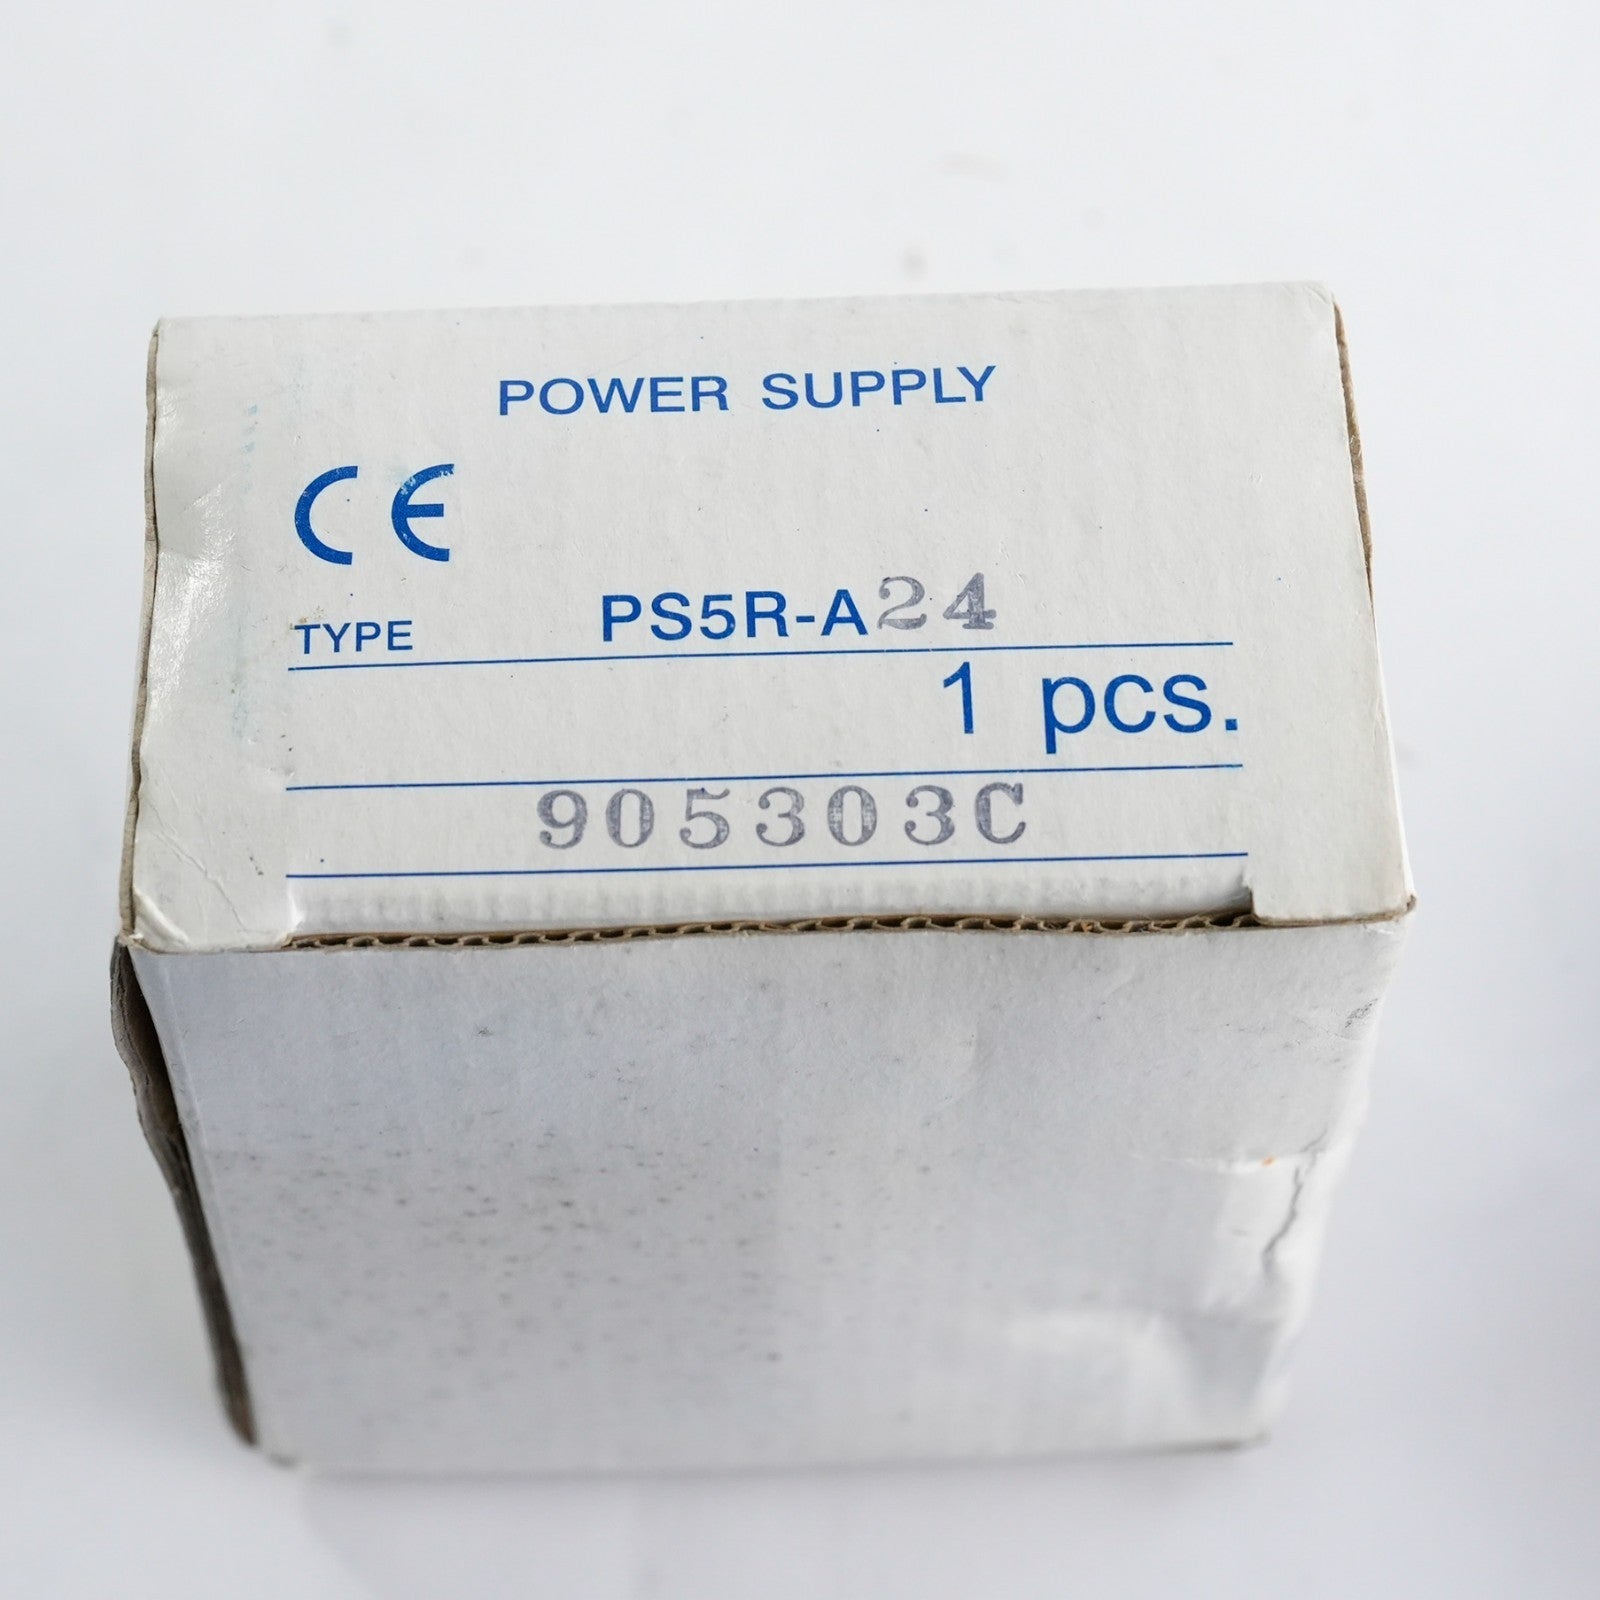 POWER SUPPLY
CE
TYPE PS5R-A24
1 pcs.
905303C